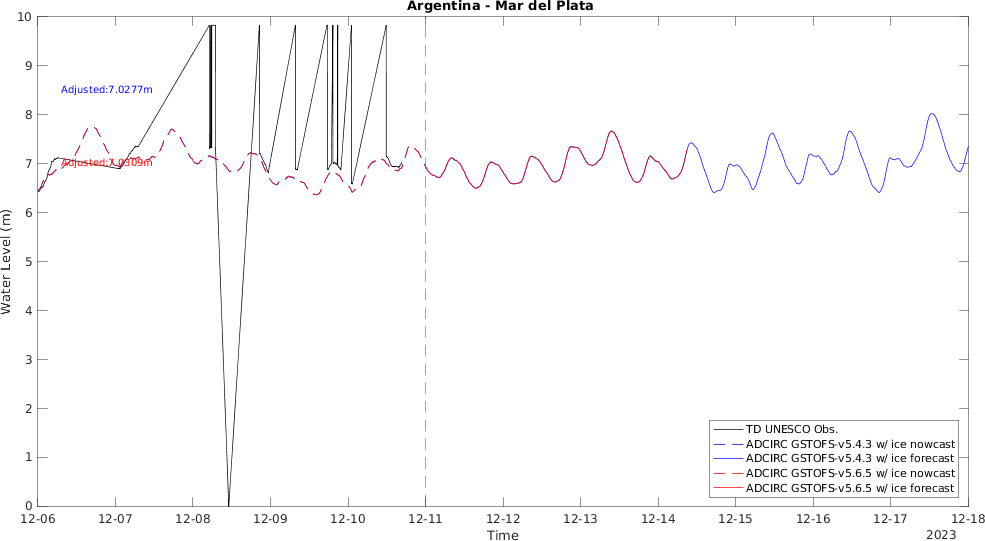 Argentina - Mar del Plata
10
9
8
7
6
5
4
3
2
1
0
Water Level (m)
Adjusted:7.0277m
Adjusted:7.0309m
TD UNESCO Obs.
ADCIRC GSTOFS-v5.4.3 w/ ice nowcast
ADCIRC GSTOFS-v5.4.3 w/ ice forecast
ADCIRC GSTOFS-v5.6.5 w/ ice nowcast
ADCIRC GSTOFS-v5.6.5 w/ ice forecast
12-06 12-07 12-08 12-09 12-10 12-11 12-12 12-13 12-14 12-15 12-16 12-17 12-18
Time
2023